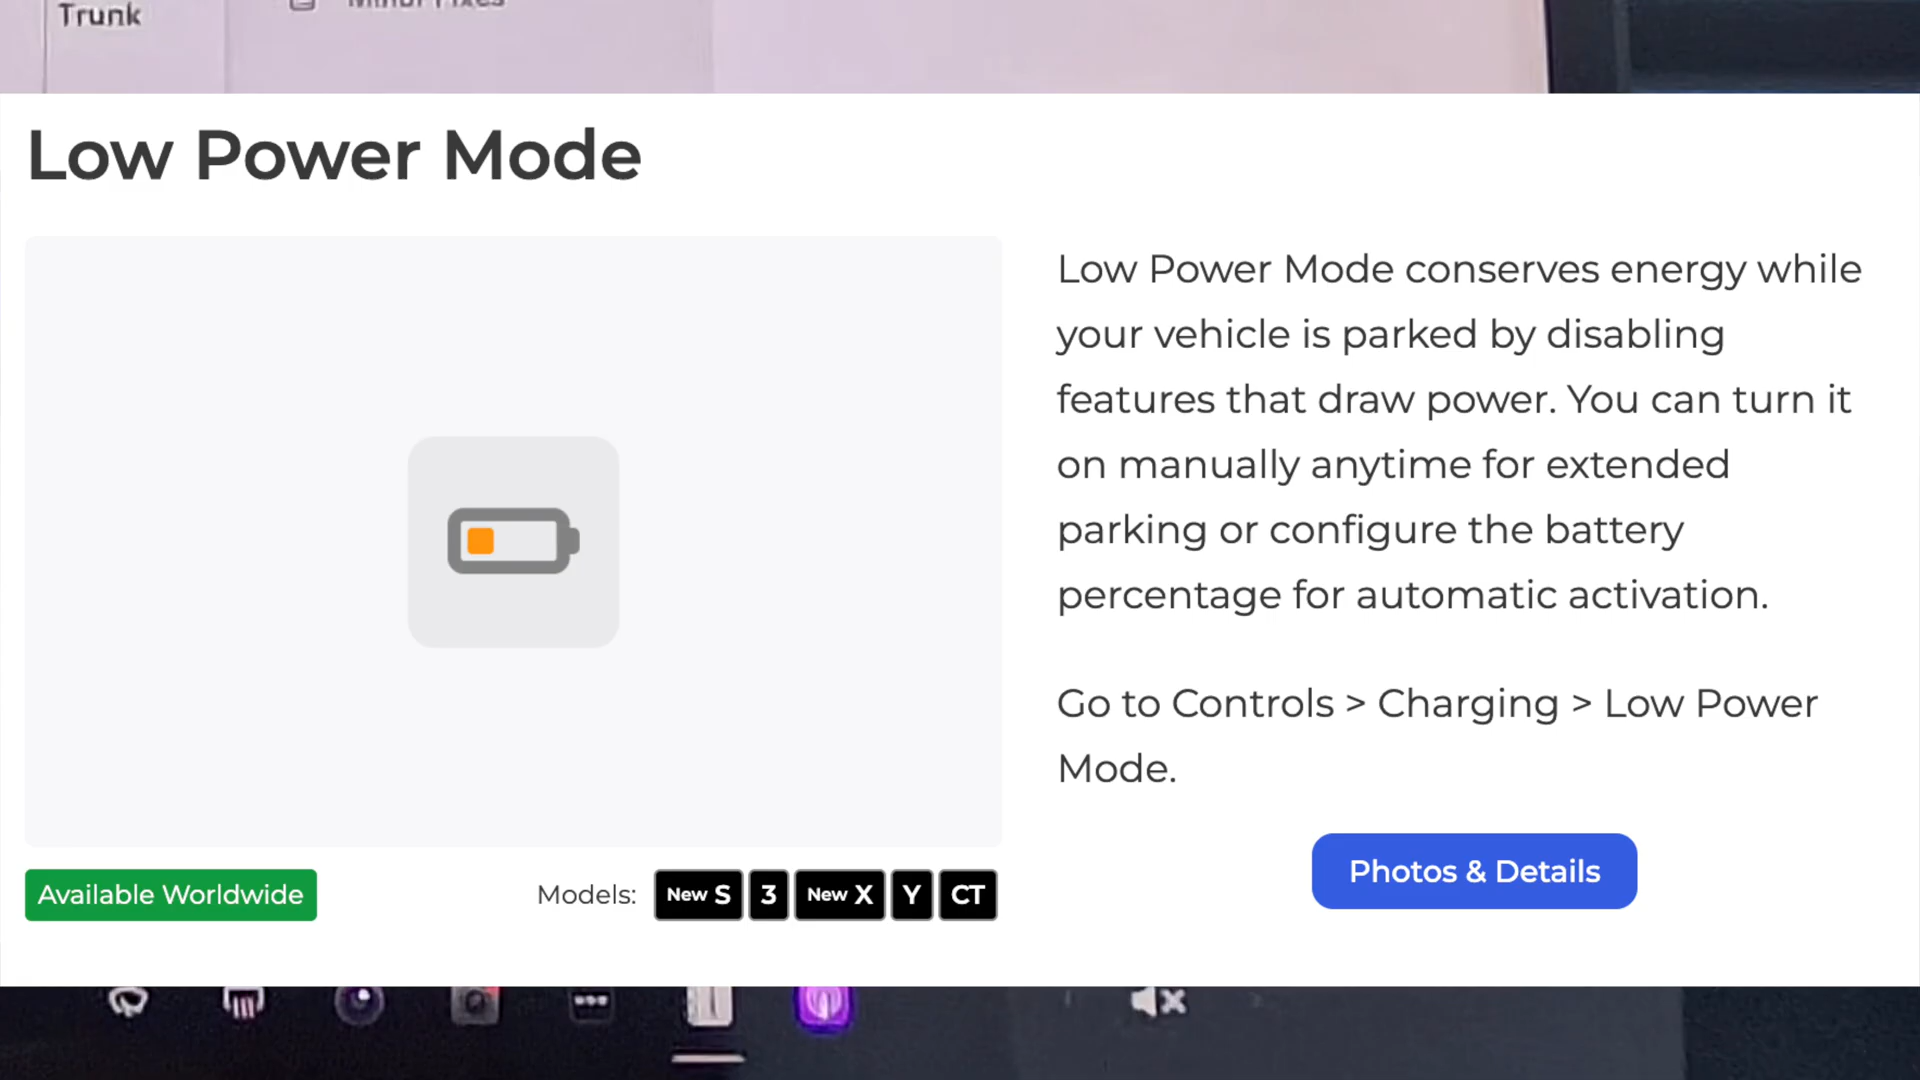 Trunk
Low Power Mode
Low Power Mode conserves energy while
your vehicle is parked by disabling
features that draw power. You can turn it
on manually anytime for extended
parking or configure the battery
percentage for automatic activation.
Go to Controls > Charging > Low Power
Mode.
Available Worldwide
Models: New S 3 New X Y CT
Photos & Details